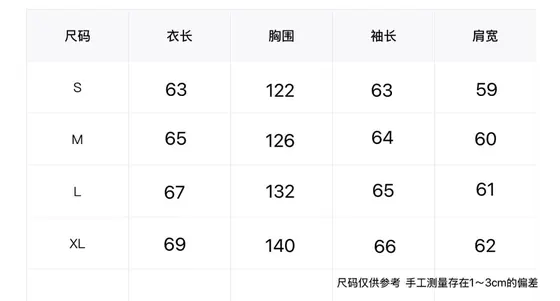 尺码 衣长 胸围 袖长 肩宽
S 63 122 63 59
M 65 126 64 60
L 67 132 65 61
XL 69 140 66 62
尺码仅供参考 手工测量存在1～3cm的偏差